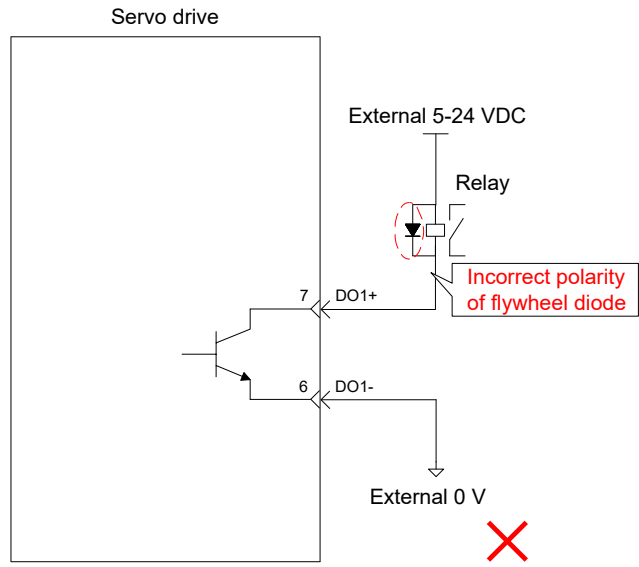 Servo drive
External 5-24 VDC
Relay
Incorrect polarity
of flywheel diode
7
DO1+
6
DO1-
External 0 V